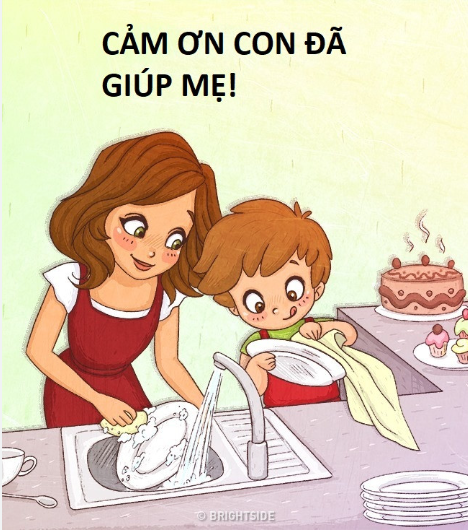 CẢM ƠN CON ĐÃ
GIÚP MẸ!
© BRIGHTSIDE